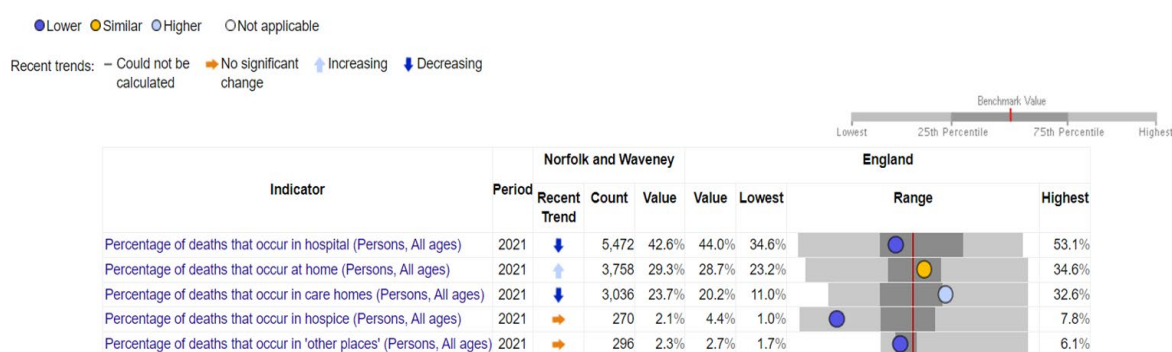 Lower Similar Higher Not applicable
Recent trends: – Could not be calculated No significant change Increasing Decreasing
Benchmark Value
Lowest 25th Percentile 75th Percentile Highest
Indicator Period Norfolk and Waveney England
Recent Trend Count Value Value Lowest Range Highest
Percentage of deaths that occur in hospital (Persons, All ages) 2021 5,472 42.6% 44.0% 34.6% 53.1%
Percentage of deaths that occur at home (Persons, All ages) 2021 3,758 29.3% 28.7% 23.2% 34.6%
Percentage of deaths that occur in care homes (Persons, All ages) 2021 3,036 23.7% 20.2% 11.0% 32.6%
Percentage of deaths that occur in hospice (Persons, All ages) 2021 270 2.1% 4.4% 1.0% 7.8%
Percentage of deaths that occur in 'other places' (Persons, All ages) 2021 296 2.3% 2.7% 1.7% 6.1%